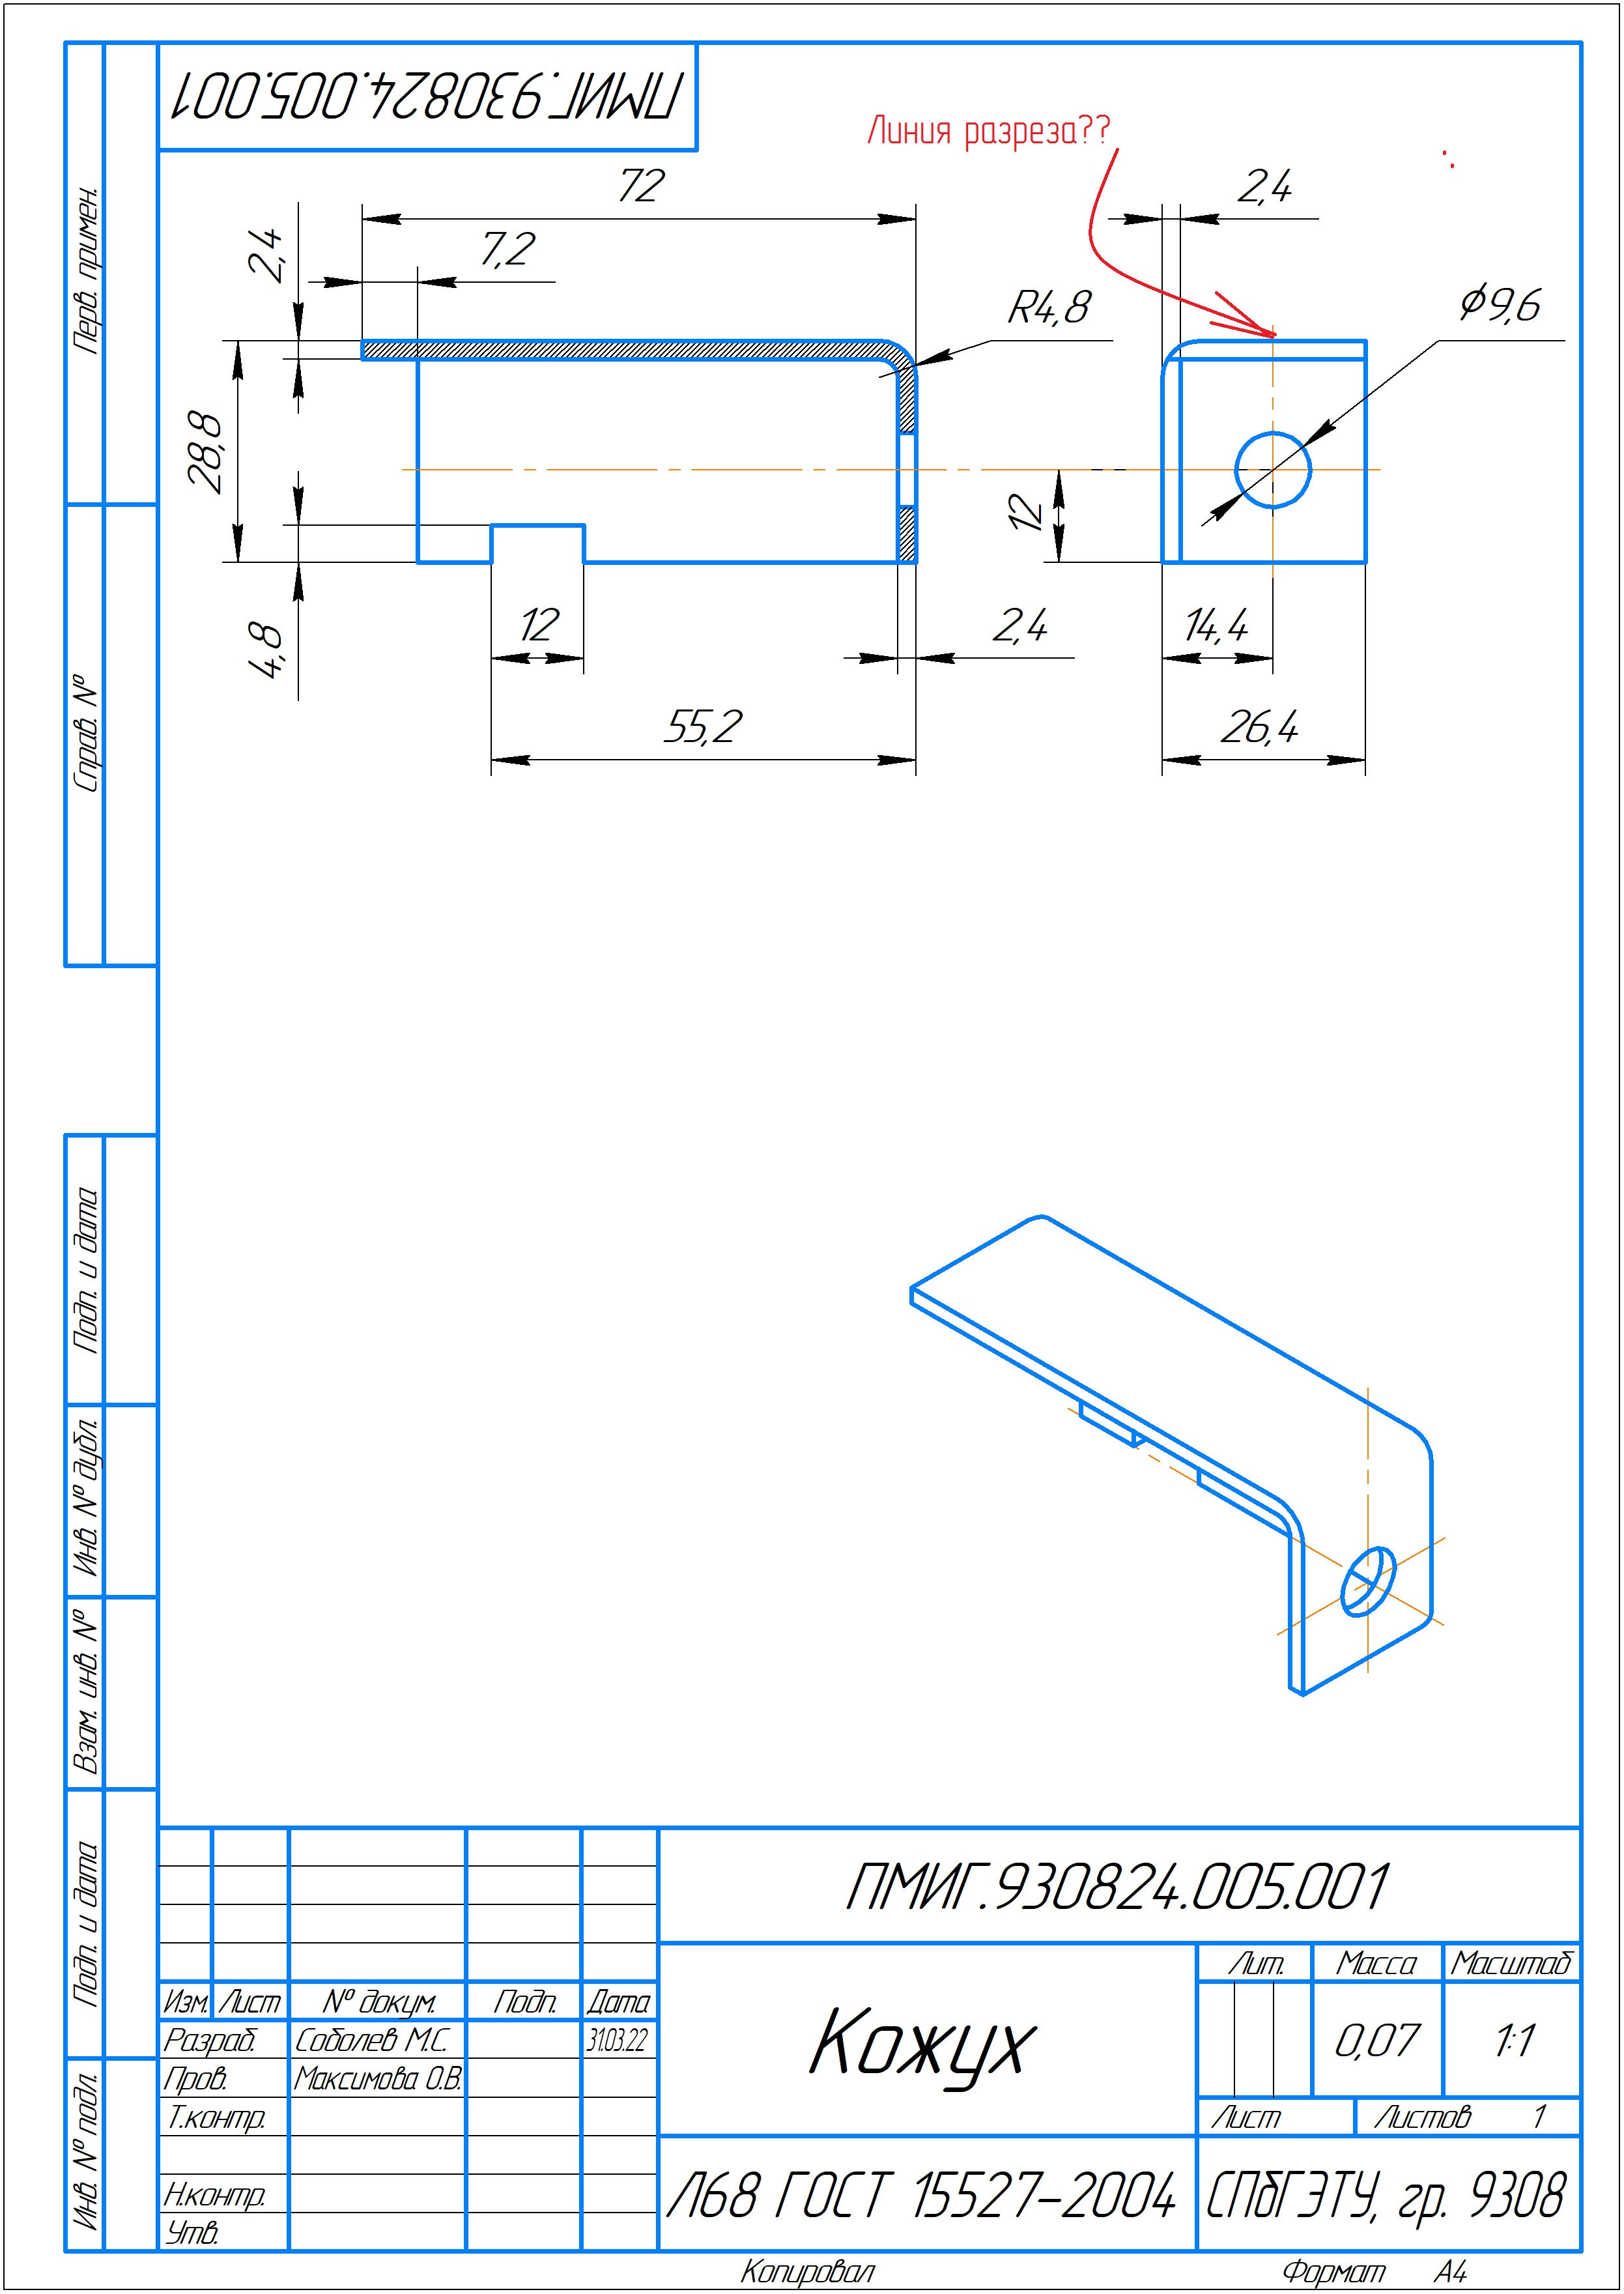 ПМИГ.930824.005.001
Линия разреза??
72
2,4
7,2
2,4
R4,8
⌀9,6
28,8
12
4,8
12
2,4
14,4
55,2
26,4
Перв. примен.
Справ. №
Подп. и дата
Инв. № дубл.
Взам. инв. №
Подп. и дата
Инв. № подл.
ПМИГ.930824.005.001
Лит. Масса Масштаб
Изм. Лист № докум. Подп. Дата
Разраб. Соболев М.С. 31.03.22
Кожух
0,07 1:1
Пров. Максимова О.В.
Т.контр.
Лист Листов 1
Н.контр.
Утв.
Л68 ГОСТ 15527-2004
СПбГЭТУ, гр. 9308
Копировал Формат А4